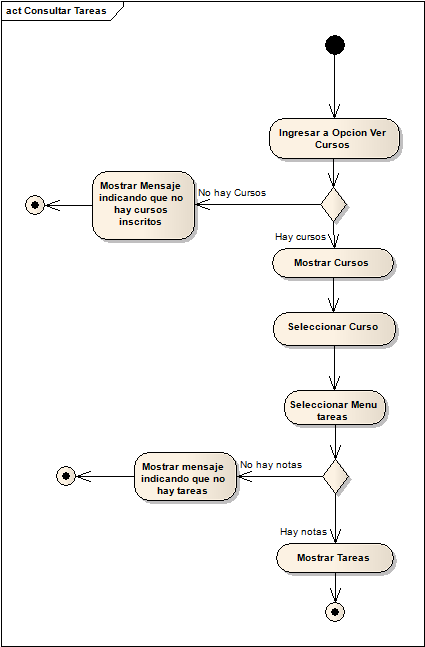 act Consultar Tareas
Ingresar a Opcion Ver
Cursos
No hay Cursos
Mostrar Mensaje
indicando que no
hay cursos
inscritos
Hay cursos
Mostrar Cursos
Seleccionar Curso
Seleccionar Menu
tareas
No hay notas
Mostrar mensaje
indicando que no
hay tareas
Hay notas
Mostrar Tareas